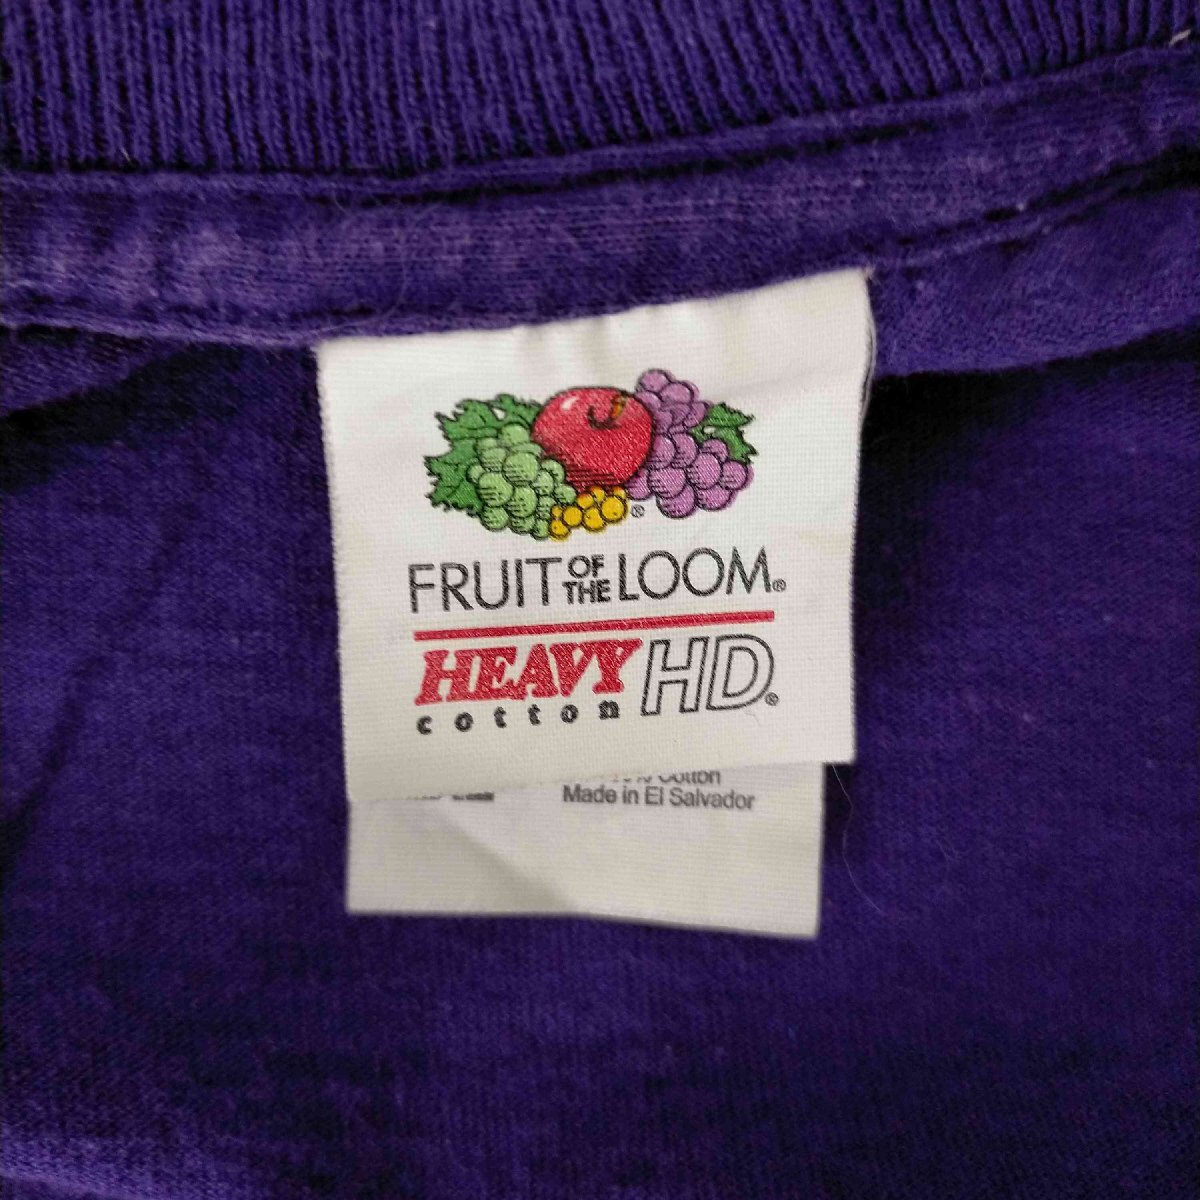 ®
FRUIT OF THE LOOM®
HEAVY HD®
cotton
Cotton
Made in El Salvador